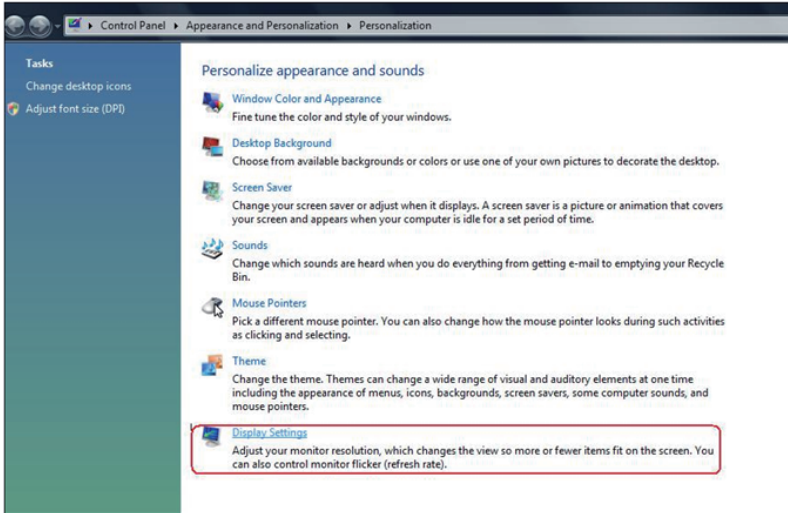 Control Panel ▸ Appearance and Personalization ▸ Personalization
Tasks
Change desktop icons
Adjust font size (DPI)
Personalize appearance and sounds
Window Color and Appearance
Fine tune the color and style of your windows.
Desktop Background
Choose from available backgrounds or colors or use one of your own pictures to decorate the desktop.
Screen Saver
Change your screen saver or adjust when it displays. A screen saver is a picture or animation that covers
your screen and appears when your computer is idle for a set period of time.
Sounds
Change which sounds are heard when you do everything from getting e-mail to emptying your Recycle
Bin.
Mouse Pointers
Pick a different mouse pointer. You can also change how the mouse pointer looks during such activities
as clicking and selecting.
Theme
Change the theme. Themes can change a wide range of visual and auditory elements at one time
including the appearance of menus, icons, backgrounds, screen savers, some computer sounds, and
mouse pointers.
Display Settings
Adjust your monitor resolution, which changes the view so more or fewer items fit on the screen. You
can also control monitor flicker (refresh rate).